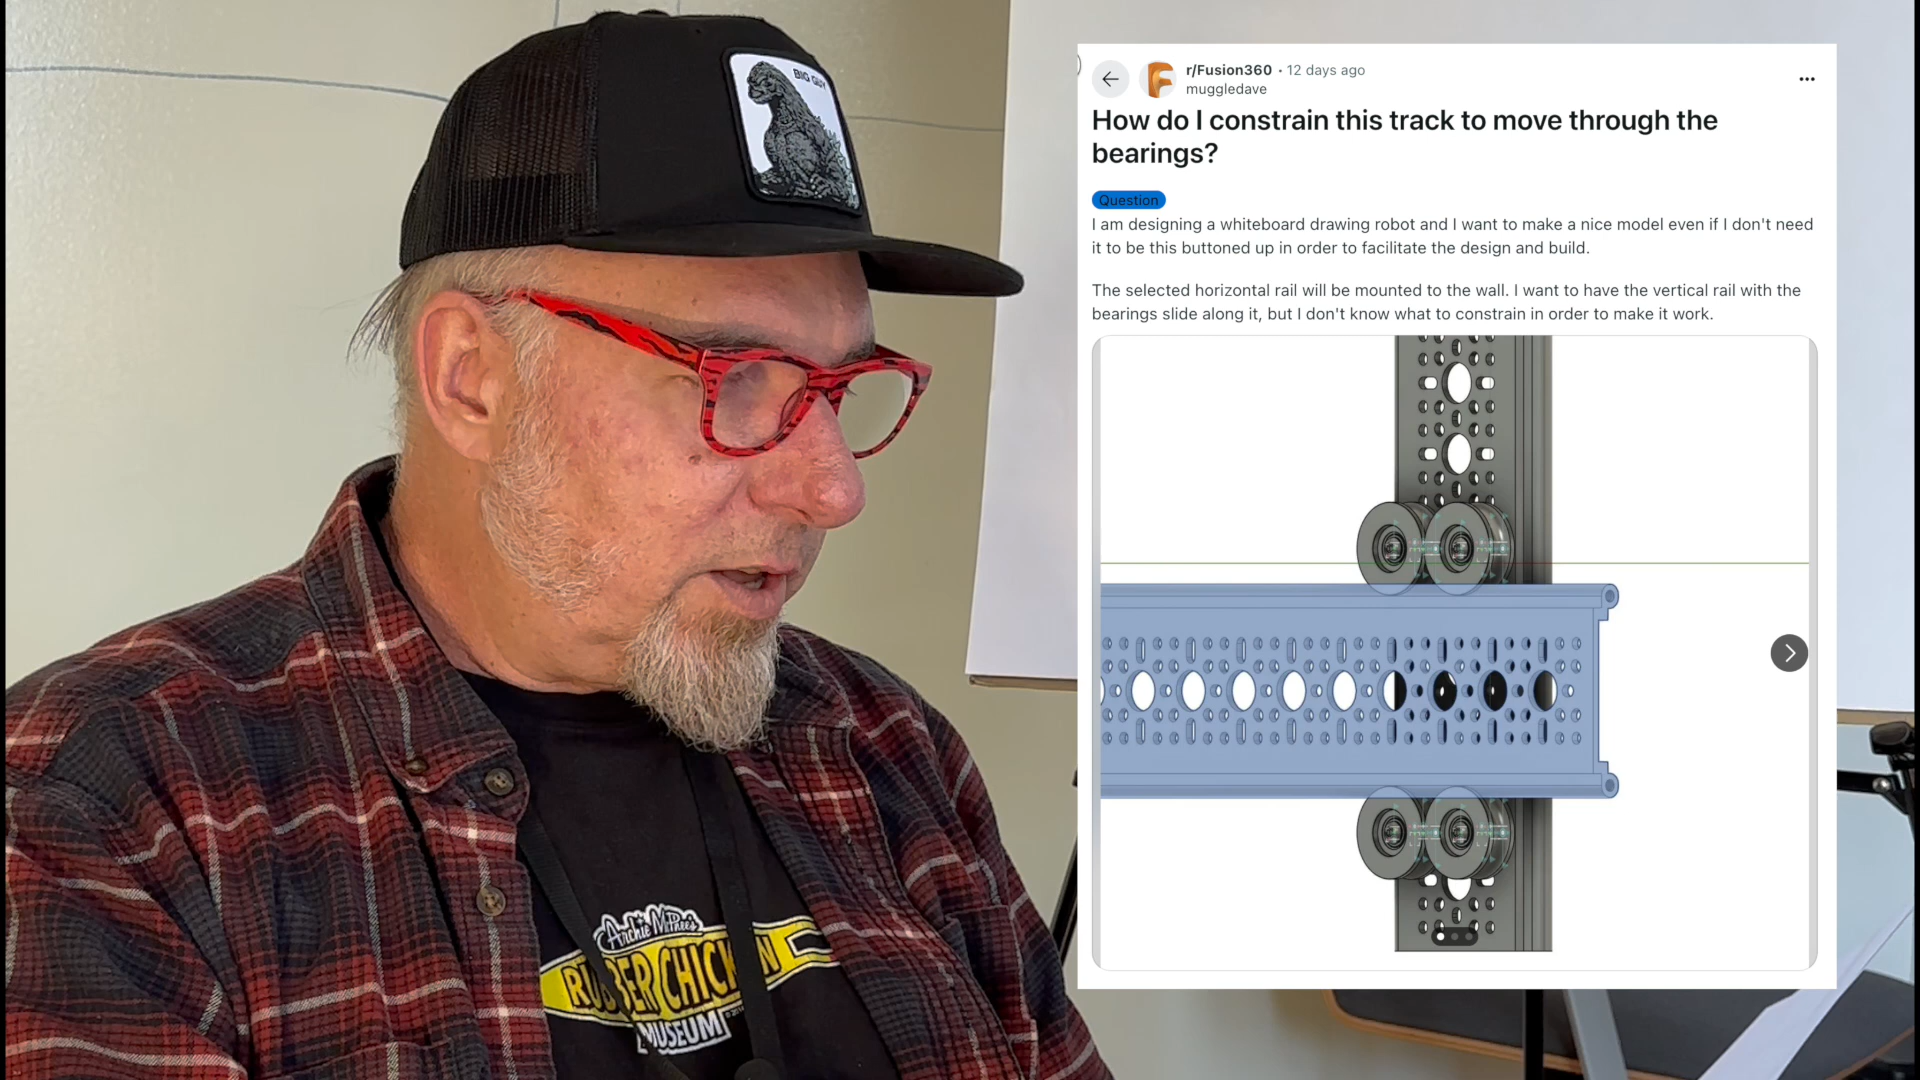 BIG GUY
r/Fusion360 • 12 days ago
muggledave
How do I constrain this track to move through the
bearings?
Question
I am designing a whiteboard drawing robot and I want to make a nice model even if I don't need
it to be this buttoned up in order to facilitate the design and build.
The selected horizontal rail will be mounted to the wall. I want to have the vertical rail with the
bearings slide along it, but I don't know what to constrain in order to make it work.
Archie McPhee's
RUBBER CHICKEN
MUSEUM